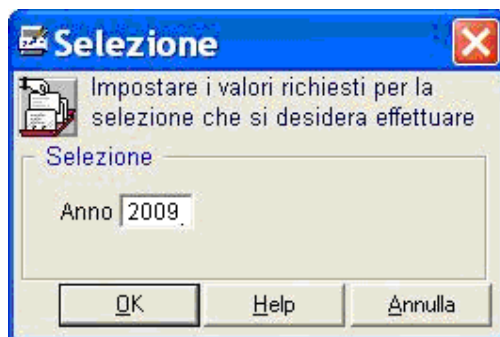 Selezione
Impostare i valori richiesti per la
selezione che si desidera effettuare
Selezione
Anno 2009
OK Help Annulla